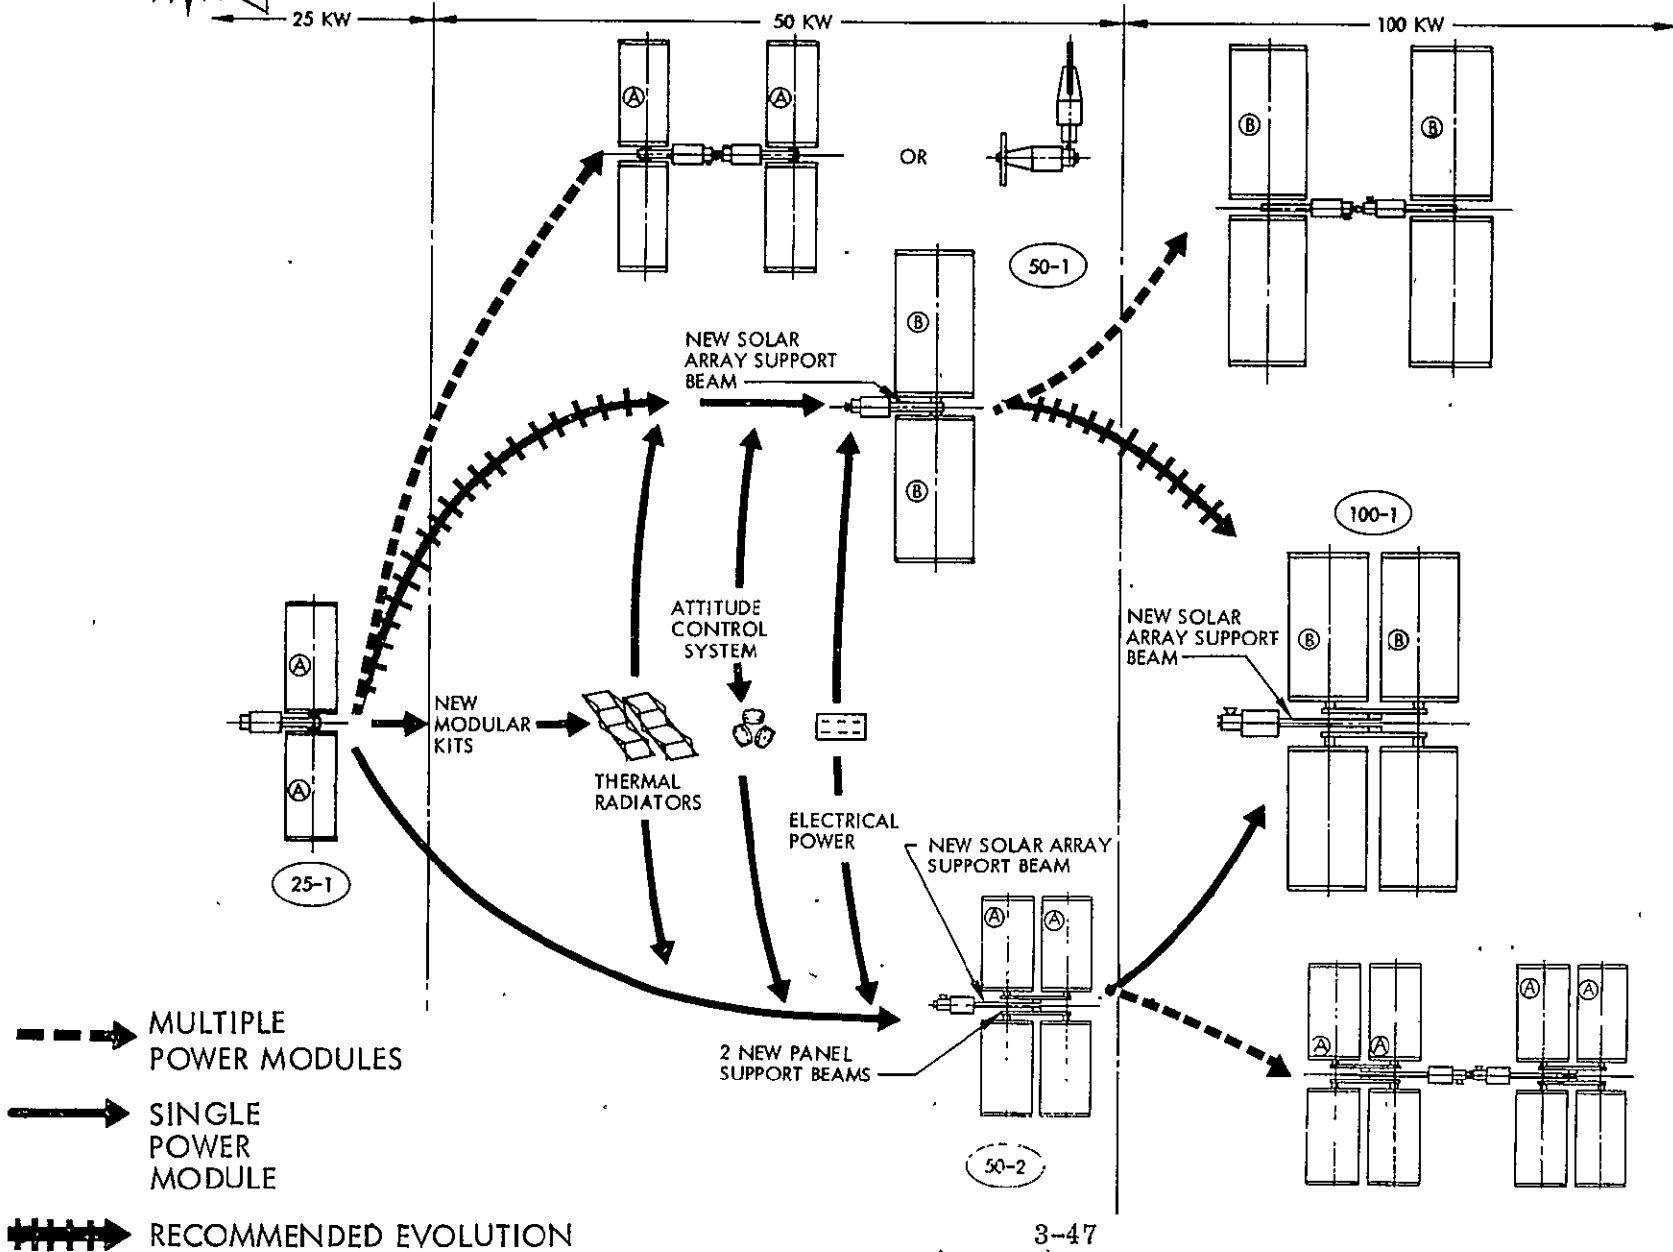 25 KW
50 KW
100 KW
A
A
OR
B
B
50-1
NEW SOLAR
ARRAY SUPPORT
BEAM
B
B
100-1
ATTITUDE
CONTROL
SYSTEM
NEW SOLAR
ARRAY SUPPORT
BEAM
B
B
A
A
NEW
MODULAR
KITS
THERMAL
RADIATORS
ELECTRICAL
POWER
NEW SOLAR ARRAY
SUPPORT BEAM
25-1
A
A
2 NEW PANEL
SUPPORT BEAMS
50-2
A
A
A
A
MULTIPLE
POWER MODULES
SINGLE
POWER
MODULE
RECOMMENDED EVOLUTION
3-47